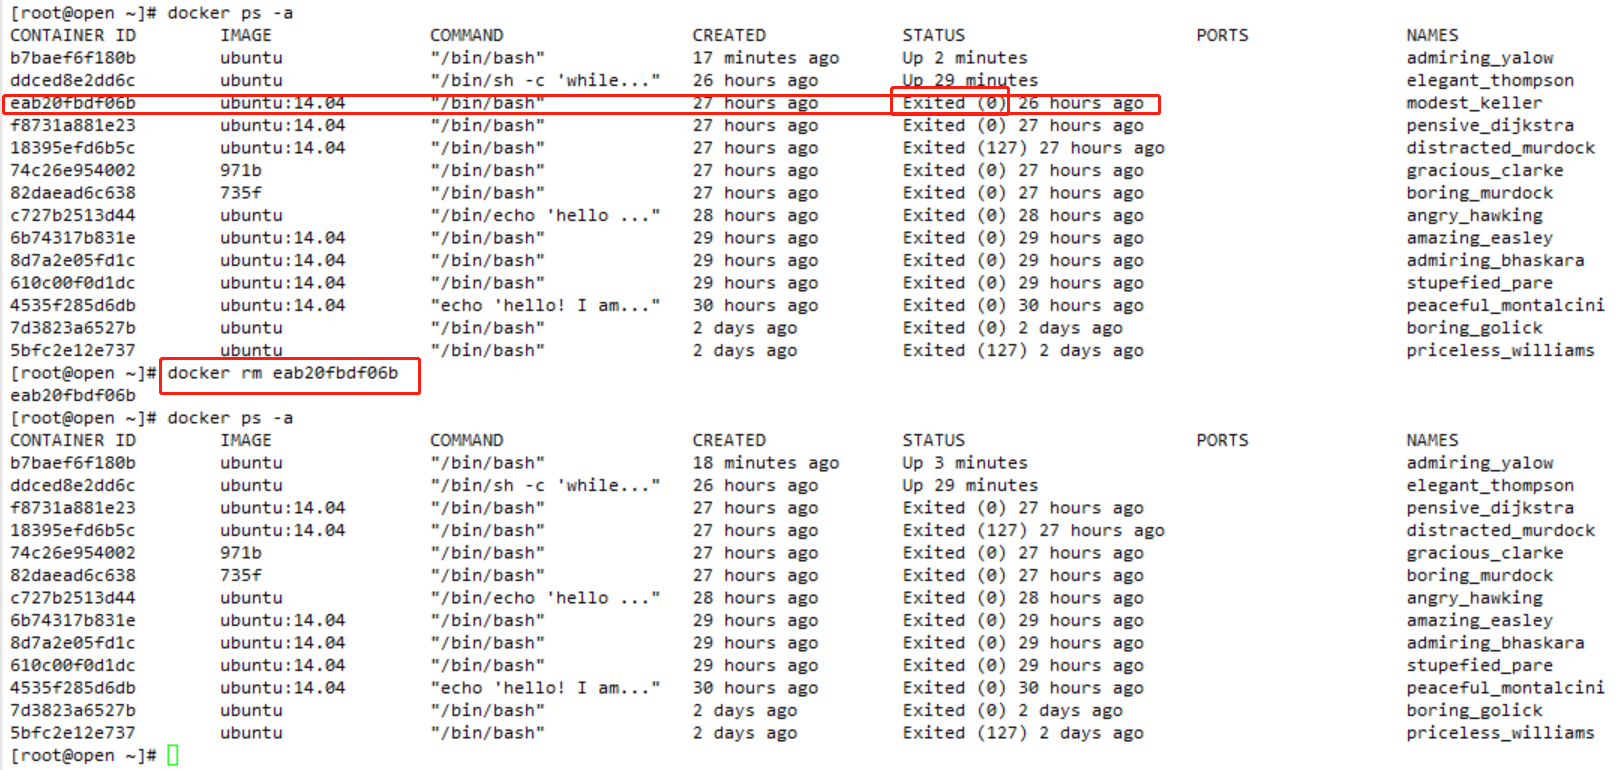 [root@open ~]# docker ps -a
CONTAINER ID        IMAGE               COMMAND                  CREATED             STATUS                      PORTS               NAMES
b7baef6f180b        ubuntu              "/bin/bash"              17 minutes ago      Up 2 minutes                                    admiring_yalow
ddced8e2dd6c        ubuntu              "/bin/sh -c 'while..."   26 hours ago        Up 29 minutes                                   elegant_thompson
eab20fbdf06b        ubuntu:14.04        "/bin/bash"              27 hours ago        Exited (0) 26 hours ago                         modest_keller
f8731a881e23        ubuntu:14.04        "/bin/bash"              27 hours ago        Exited (0) 27 hours ago                         pensive_dijkstra
18395efd6b5c        ubuntu:14.04        "/bin/bash"              27 hours ago        Exited (127) 27 hours ago                       distracted_murdock
74c26e954002        971b                "/bin/bash"              27 hours ago        Exited (0) 27 hours ago                         gracious_clarke
82daead6c638        735f                "/bin/bash"              27 hours ago        Exited (0) 27 hours ago                         boring_murdock
c727b2513d44        ubuntu              "/bin/echo 'hello ..."   28 hours ago        Exited (0) 28 hours ago                         angry_hawking
6b74317b831e        ubuntu:14.04        "/bin/bash"              29 hours ago        Exited (0) 29 hours ago                         amazing_easley
8d7a2e05fd1c        ubuntu:14.04        "/bin/bash"              29 hours ago        Exited (0) 29 hours ago                         admiring_bhaskara
610c00f0d1dc        ubuntu:14.04        "/bin/bash"              29 hours ago        Exited (0) 29 hours ago                         stupefied_pare
4535f285d6db        ubuntu:14.04        "echo 'hello! I am..."   30 hours ago        Exited (0) 30 hours ago                         peaceful_montalcini
7d3823a6527b        ubuntu              "/bin/bash"              2 days ago          Exited (0) 2 days ago                           boring_golick
5bfc2e12e737        ubuntu              "/bin/bash"              2 days ago          Exited (127) 2 days ago                         priceless_williams
[root@open ~]# docker rm eab20fbdf06b
eab20fbdf06b
[root@open ~]# docker ps -a
CONTAINER ID        IMAGE               COMMAND                  CREATED             STATUS                      PORTS               NAMES
b7baef6f180b        ubuntu              "/bin/bash"              18 minutes ago      Up 3 minutes                                    admiring_yalow
ddced8e2dd6c        ubuntu              "/bin/sh -c 'while..."   26 hours ago        Up 29 minutes                                   elegant_thompson
f8731a881e23        ubuntu:14.04        "/bin/bash"              27 hours ago        Exited (0) 27 hours ago                         pensive_dijkstra
18395efd6b5c        ubuntu:14.04        "/bin/bash"              27 hours ago        Exited (127) 27 hours ago                       distracted_murdock
74c26e954002        971b                "/bin/bash"              27 hours ago        Exited (0) 27 hours ago                         gracious_clarke
82daead6c638        735f                "/bin/bash"              27 hours ago        Exited (0) 27 hours ago                         boring_murdock
c727b2513d44        ubuntu              "/bin/echo 'hello ..."   28 hours ago        Exited (0) 28 hours ago                         angry_hawking
6b74317b831e        ubuntu:14.04        "/bin/bash"              29 hours ago        Exited (0) 29 hours ago                         amazing_easley
8d7a2e05fd1c        ubuntu:14.04        "/bin/bash"              29 hours ago        Exited (0) 29 hours ago                         admiring_bhaskara
610c00f0d1dc        ubuntu:14.04        "/bin/bash"              29 hours ago        Exited (0) 29 hours ago                         stupefied_pare
4535f285d6db        ubuntu:14.04        "echo 'hello! I am..."   30 hours ago        Exited (0) 30 hours ago                         peaceful_montalcini
7d3823a6527b        ubuntu              "/bin/bash"              2 days ago          Exited (0) 2 days ago                           boring_golick
5bfc2e12e737        ubuntu              "/bin/bash"              2 days ago          Exited (127) 2 days ago                         priceless_williams
[root@open ~]#